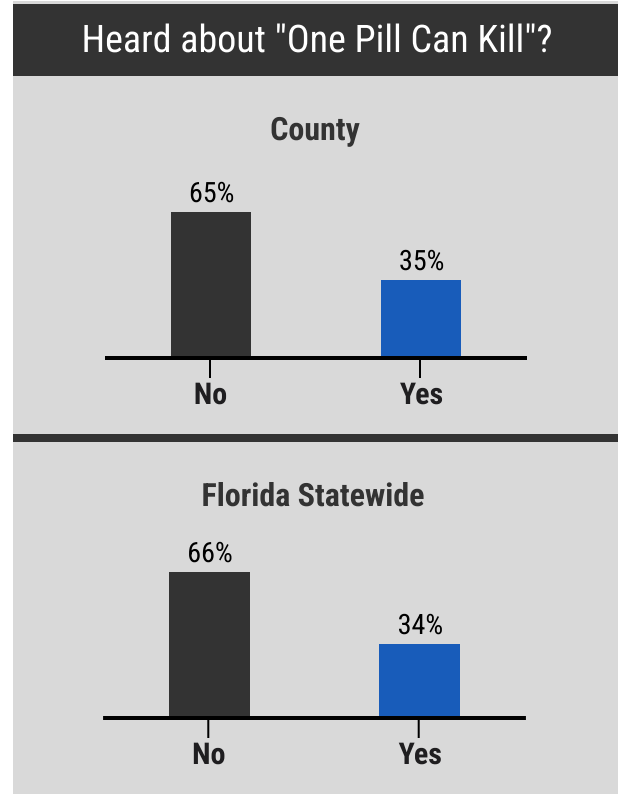 Heard about "One Pill Can Kill"?
County
65%
35%
No
Yes
Florida Statewide
66%
34%
No
Yes